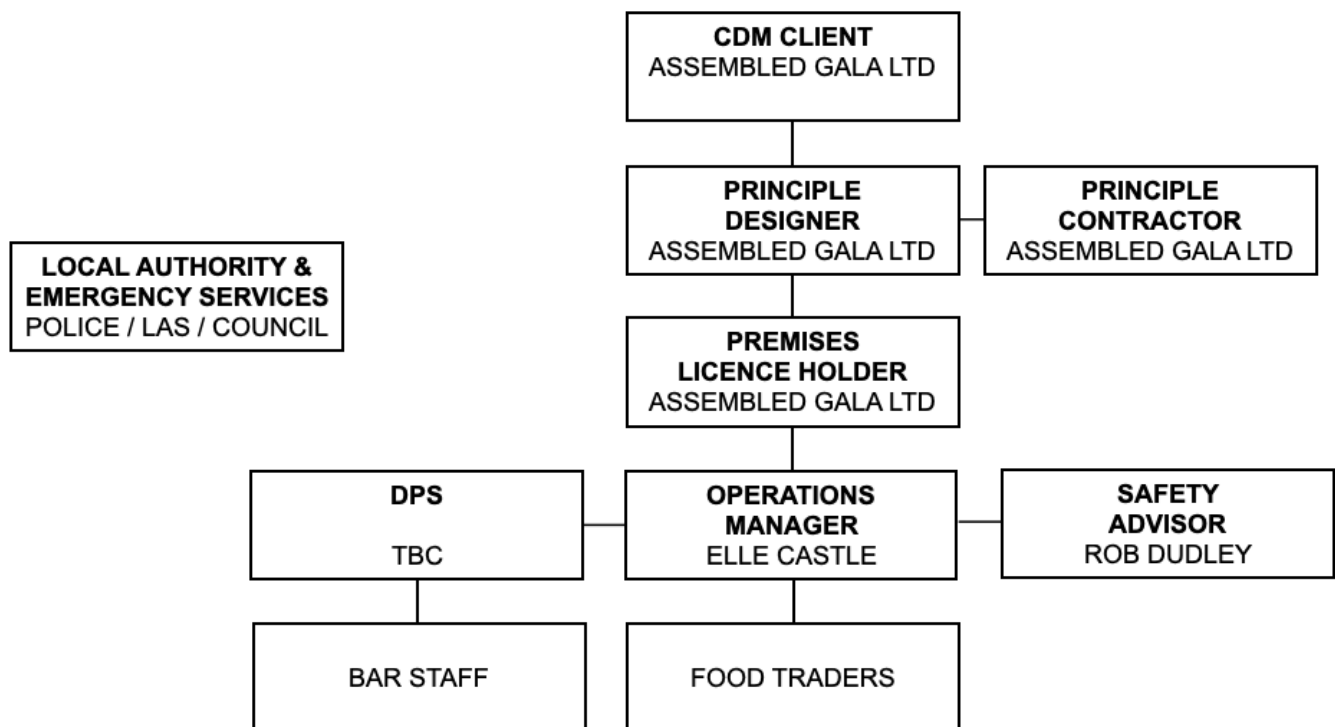 CDM CLIENT
ASSEMBLED GALA LTD
PRINCIPLE
DESIGNER
ASSEMBLED GALA LTD
PRINCIPLE
CONTRACTOR
ASSEMBLED GALA LTD
LOCAL AUTHORITY &
EMERGENCY SERVICES
POLICE / LAS / COUNCIL
PREMISES
LICENCE HOLDER
ASSEMBLED GALA LTD
DPS
TBC
OPERATIONS
MANAGER
ELLE CASTLE
SAFETY
ADVISOR
ROB DUDLEY
BAR STAFF
FOOD TRADERS